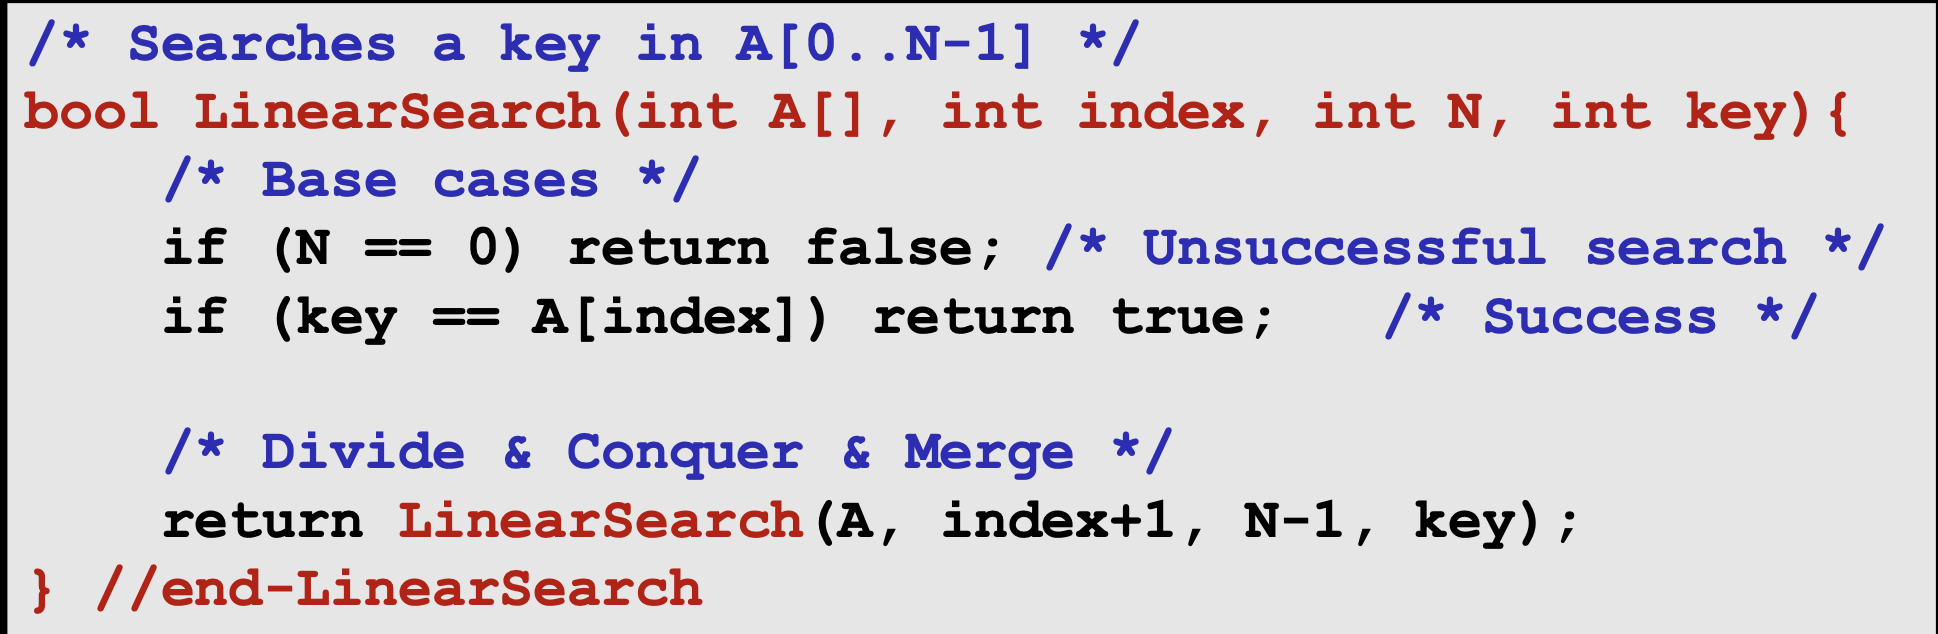 /* Searches a key in A[0..N-1] */
bool LinearSearch(int A[], int index, int N, int key){
    /* Base cases */
    if (N == 0) return false; /* Unsuccessful search */
    if (key == A[index]) return true;   /* Success */

    /* Divide & Conquer & Merge */
    return LinearSearch(A, index+1, N-1, key);
} //end-LinearSearch